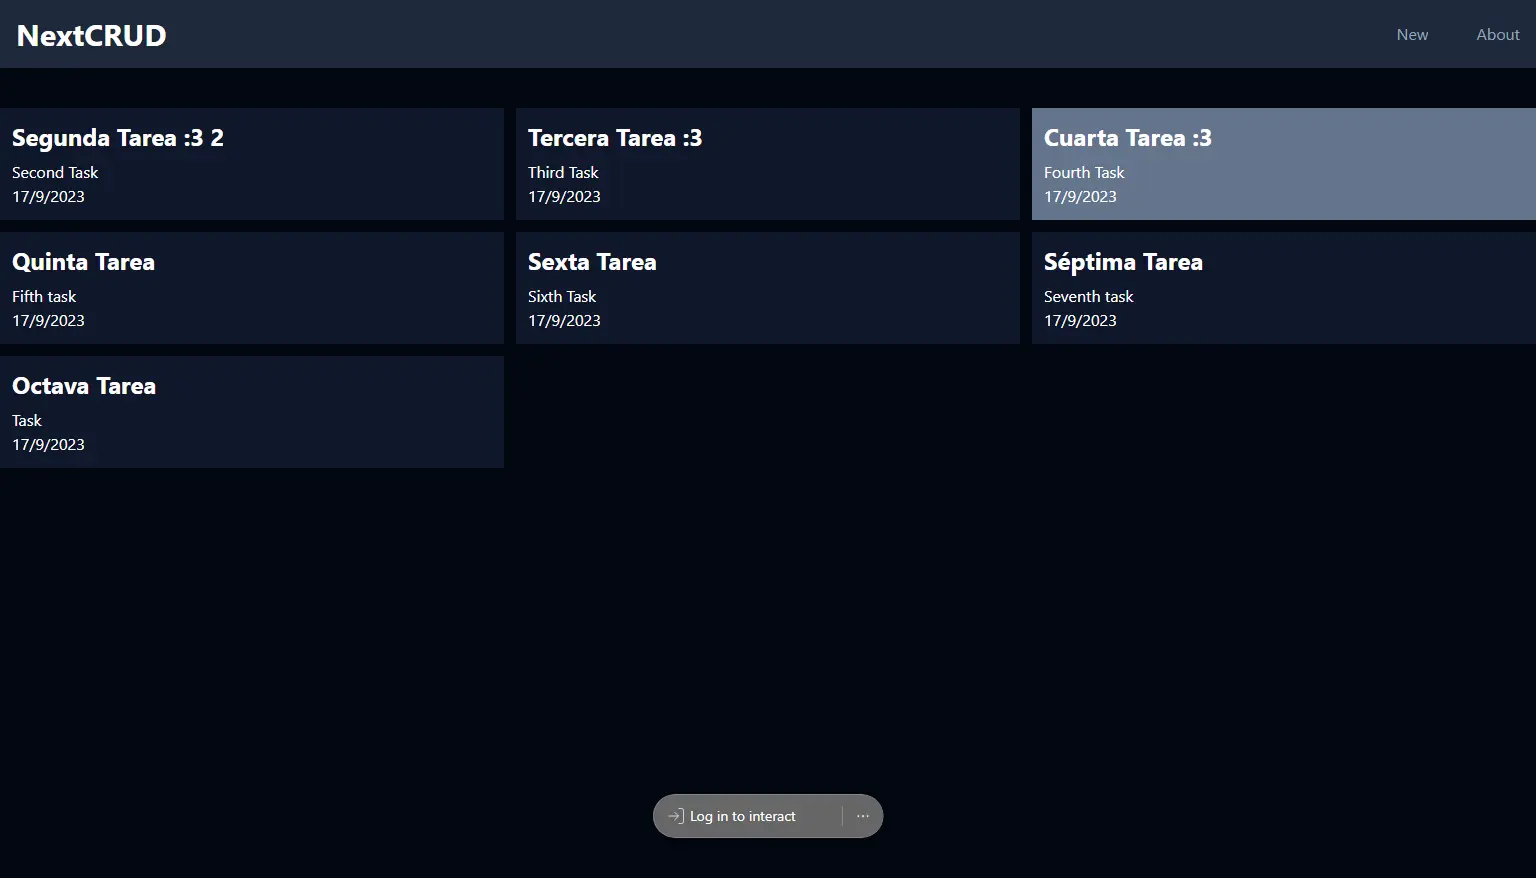 NextCRUD
New
About
Segunda Tarea :3 2
Second Task
17/9/2023
Tercera Tarea :3
Third Task
17/9/2023
Cuarta Tarea :3
Fourth Task
17/9/2023
Quinta Tarea
Fifth task
17/9/2023
Sexta Tarea
Sixth Task
17/9/2023
Séptima Tarea
Seventh task
17/9/2023
Octava Tarea
Task
17/9/2023
Log in to interact